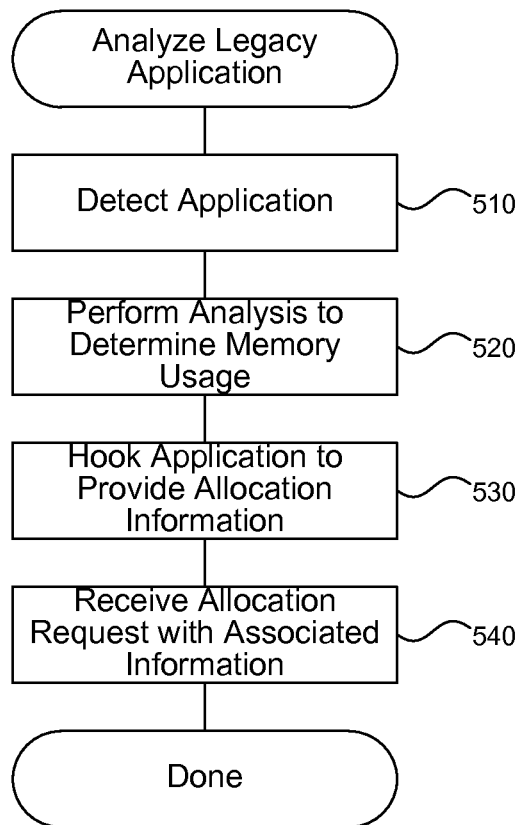 Analyze Legacy
Application
Detect Application
510
Perform Analysis to
Determine Memory
Usage
520
Hook Application to
Provide Allocation
Information
530
Receive Allocation
Request with Associated
Information
540
Done